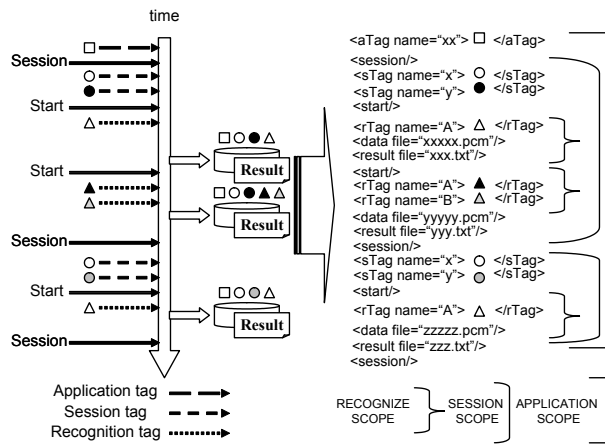 time
Session
Start
Start
Session
Start
Session
Result
Result
Result
<aTag name=“xx”> </aTag>
<session/>
<sTag name=“x”> </sTag>
<sTag name=“y”> </sTag>
<start/>
<rTag name=“A”> </rTag>
<data file=“xxxxx.pcm”/>
<result file=“xxx.txt”/>
<start/>
<rTag name=“A”> </rTag>
<rTag name=“B”> </rTag>
<data file=“yyyyy.pcm”/>
<result file=“yyy.txt”/>
<session/>
<sTag name=“x”> </sTag>
<sTag name=“y”> </sTag>
<start/>
<rTag name=“A”> </rTag>
<data file=“zzzzz.pcm”/>
<result file=“zzz.txt”/>
<session/>
Application tag
Session tag
Recognition tag
RECOGNIZE SCOPE
SESSION SCOPE
APPLICATION SCOPE